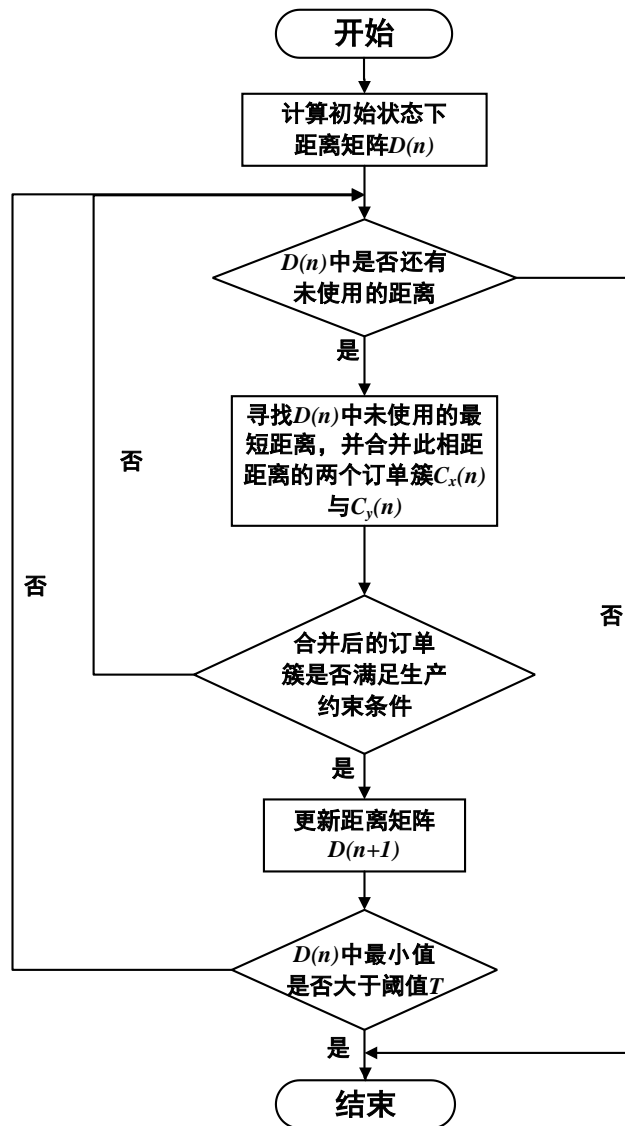 开始
计算初始状态下
距离矩阵D(n)
D(n)中是否还有
未使用的距离
是
寻找D(n)中未使用的最
短距离，并合并此相距
距离的两个订单簇Cx(n)
与Cy(n)
否
否
否
合并后的订单
簇是否满足生产
约束条件
是
更新距离矩阵
D(n+1)
D(n)中最小值
是否大于阈值T
是
结束